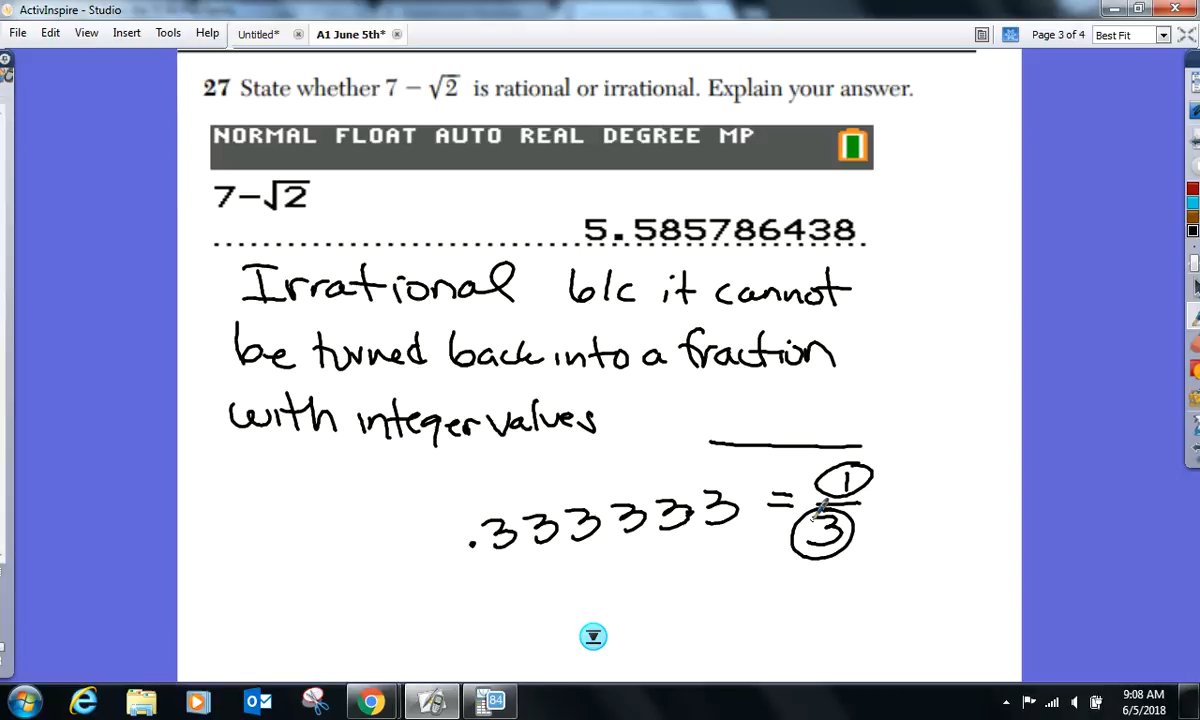 ActivInspire - Studio
File Edit View Insert Tools Help Untitled* A1 June 5th* Page 3 of 4 Best Fit
27 State whether 7 − √2 is rational or irrational. Explain your answer.
NORMAL FLOAT AUTO REAL DEGREE MP
7−√2
5.585786438
Irrational b/c it cannot
be turned back into a fraction
with integer values
.333333 = 1/3
84
9:08 AM
6/5/2018